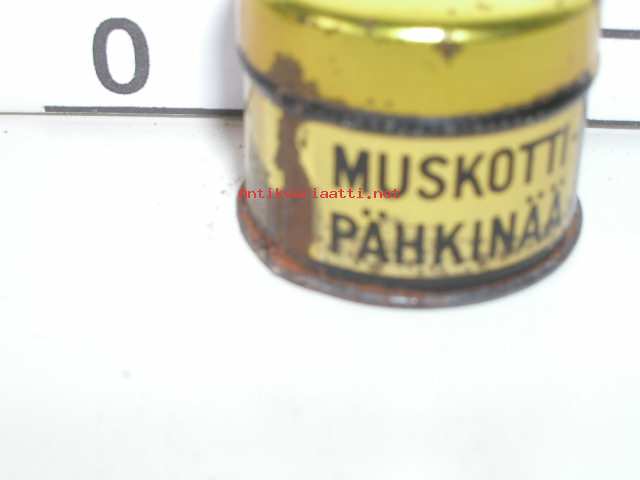 0
MUSKOTTI-
PÄHKINÄÄ
Antikvariaatti.net